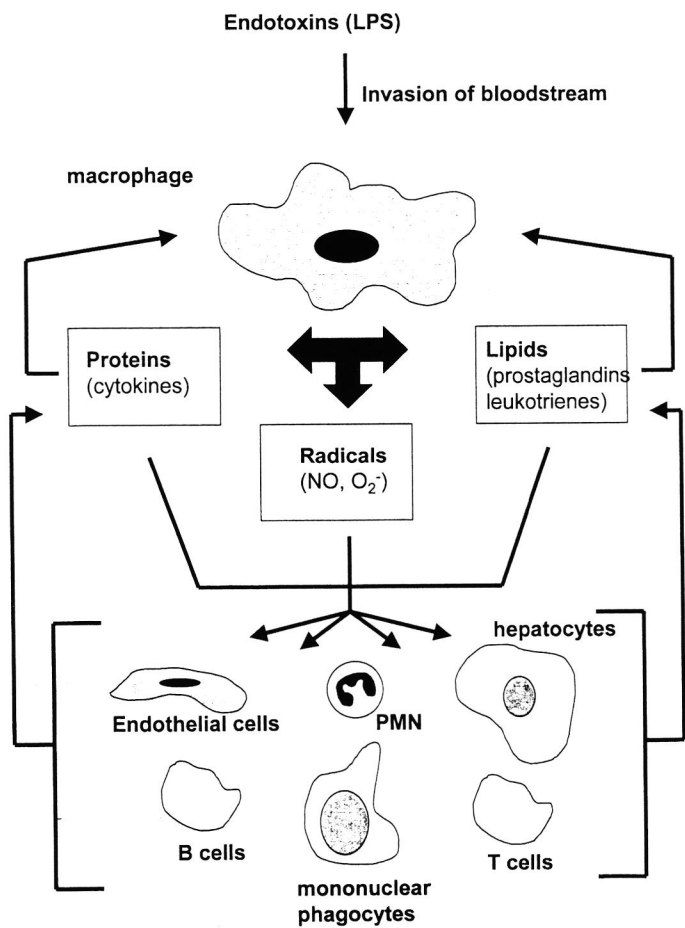 Endotoxins (LPS)
Invasion of bloodstream
macrophage
Proteins
(cytokines)
Lipids
(prostaglandins
leukotrienes)
Radicals
(NO, O₂⁻)
hepatocytes
Endothelial cells
PMN
B cells
T cells
mononuclear
phagocytes